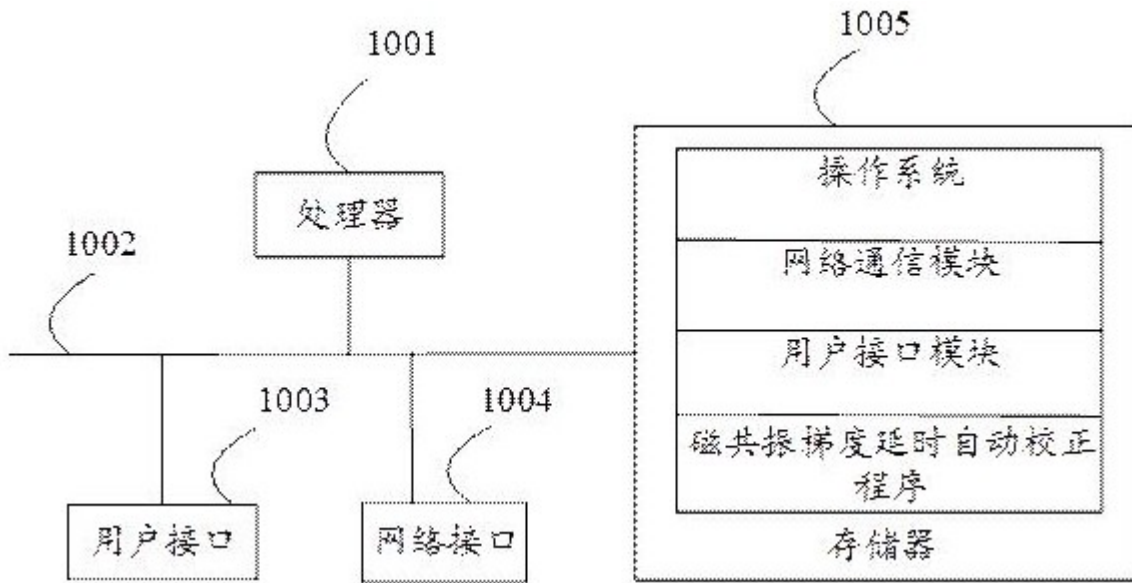 1005
1001
操作系统
处理器
1002
网络通信模块
用户接口模块
1003
1004
磁共振梯度延时自动校正
程序
用户接口
网络接口
存储器